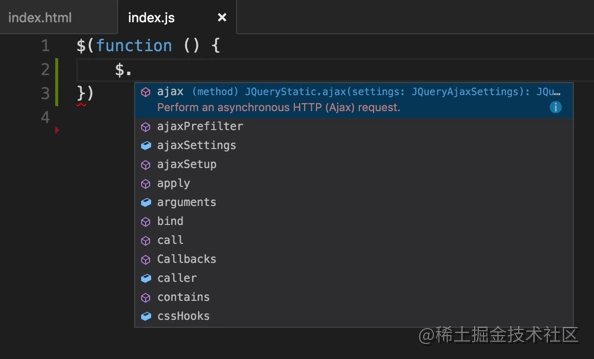 index.html index.js ×
1 $(function () {
2 $.
3 })
4
ajax (method) JQueryStatic.ajax(settings: JQueryAjaxSettings): JQu…
Perform an asynchronous HTTP (Ajax) request.
ajaxPrefilter
ajaxSettings
ajaxSetup
apply
arguments
bind
call
Callbacks
caller
contains
cssHooks
@稀土掘金技术社区